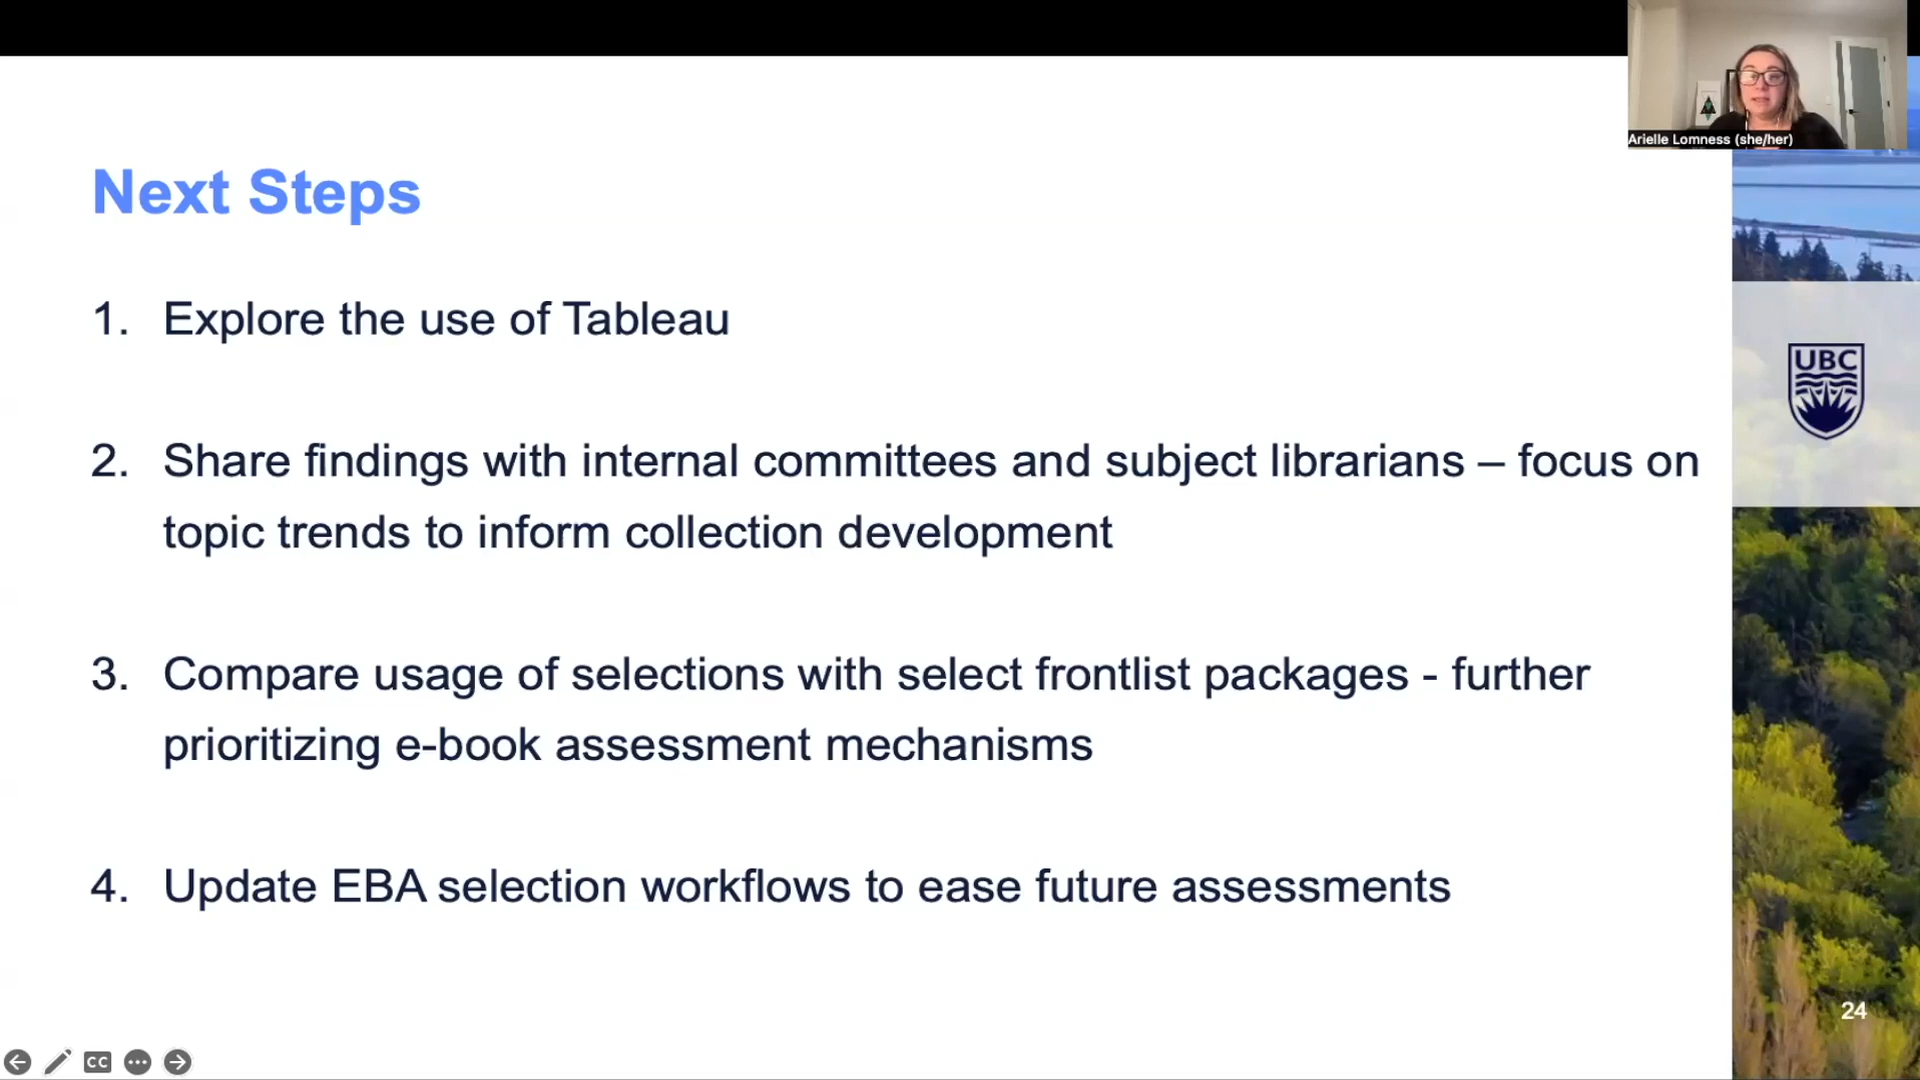 Arielle Lomness (she/her)
Next Steps
1. Explore the use of Tableau
2. Share findings with internal committees and subject librarians – focus on
topic trends to inform collection development
3. Compare usage of selections with select frontlist packages - further
prioritizing e-book assessment mechanisms
4. Update EBA selection workflows to ease future assessments
UBC
24
CC